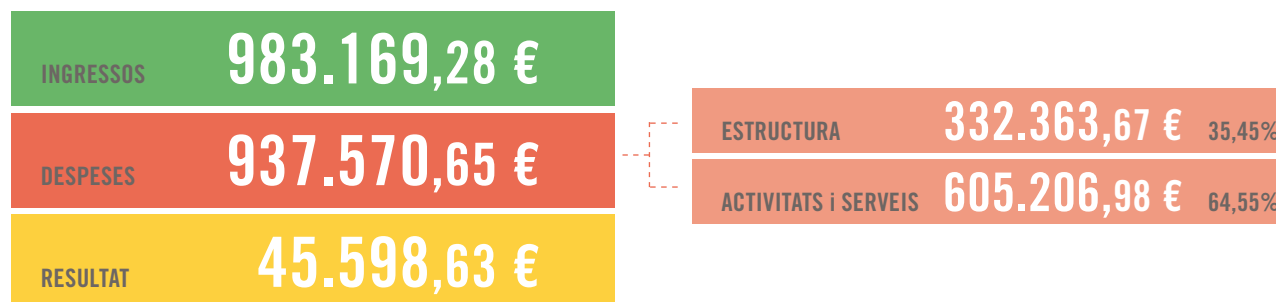 INGRESSOS 983.169,28 €
DESPESES 937.570,65 €
RESULTAT 45.598,63 €
ESTRUCTURA 332.363,67 € 35,45%
ACTIVITATS i SERVEIS 605.206,98 € 64,55%